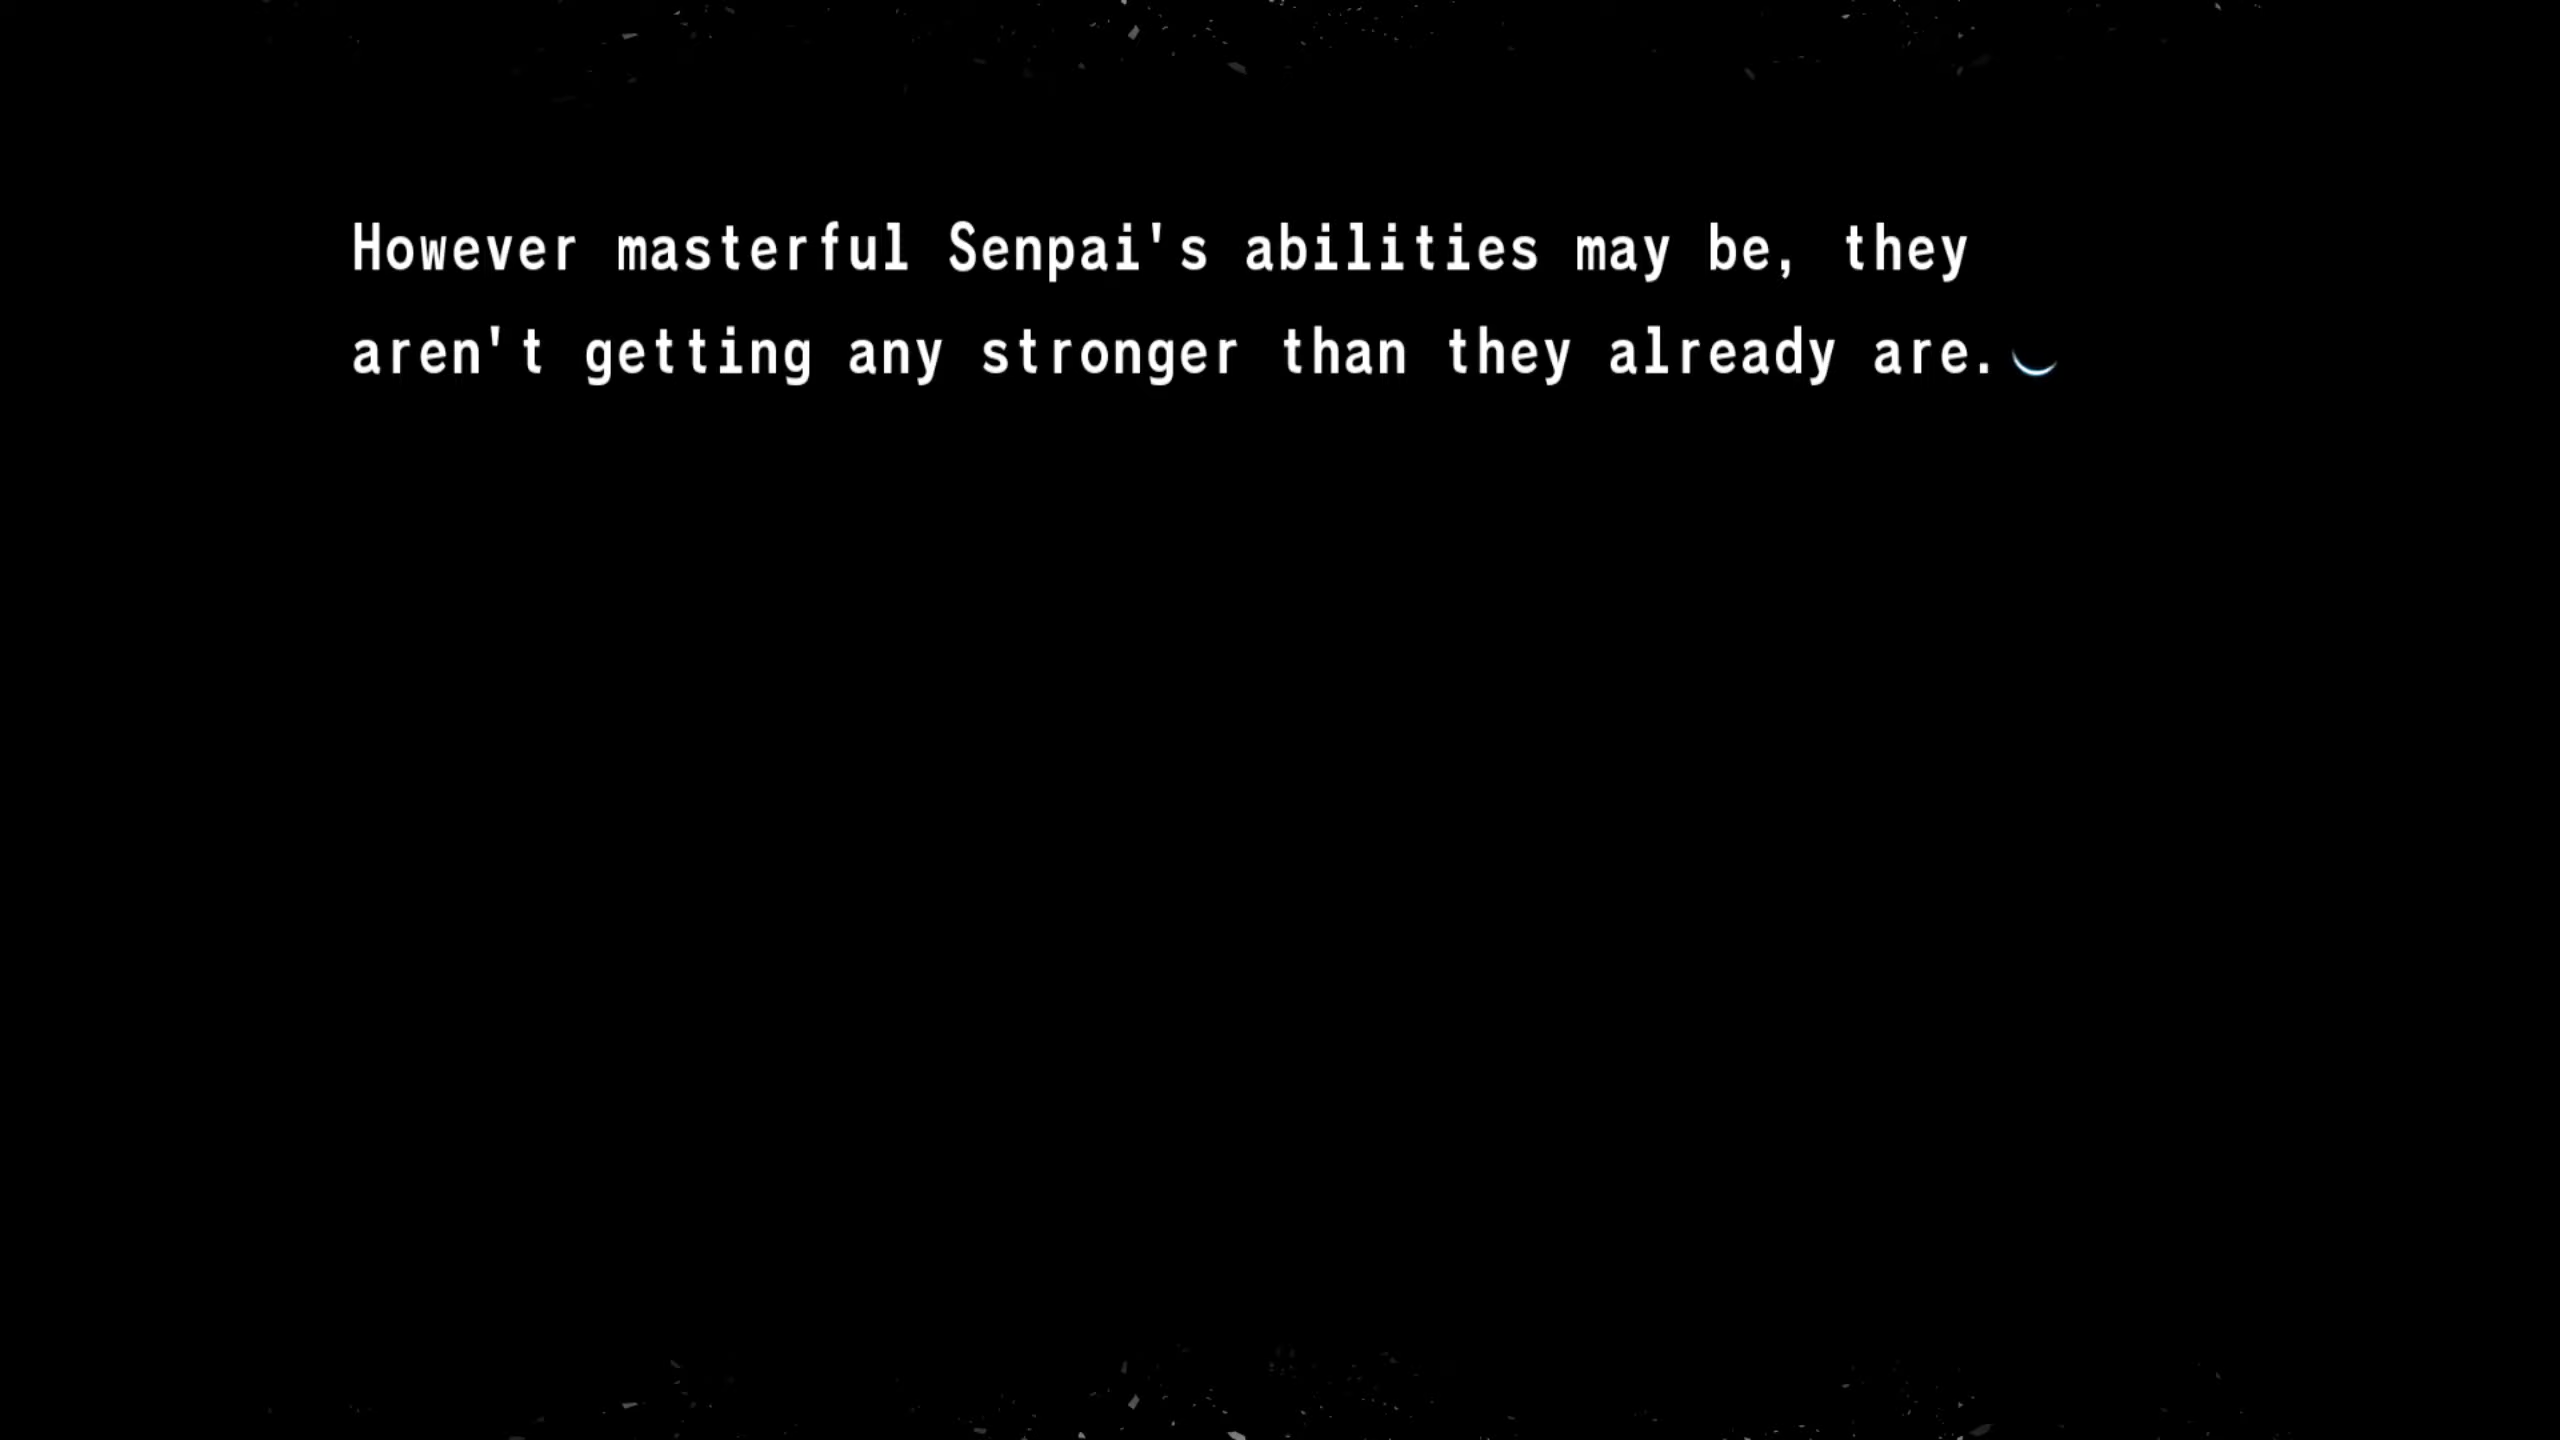 However masterful Senpai's abilities may be, they
aren't getting any stronger than they already are.